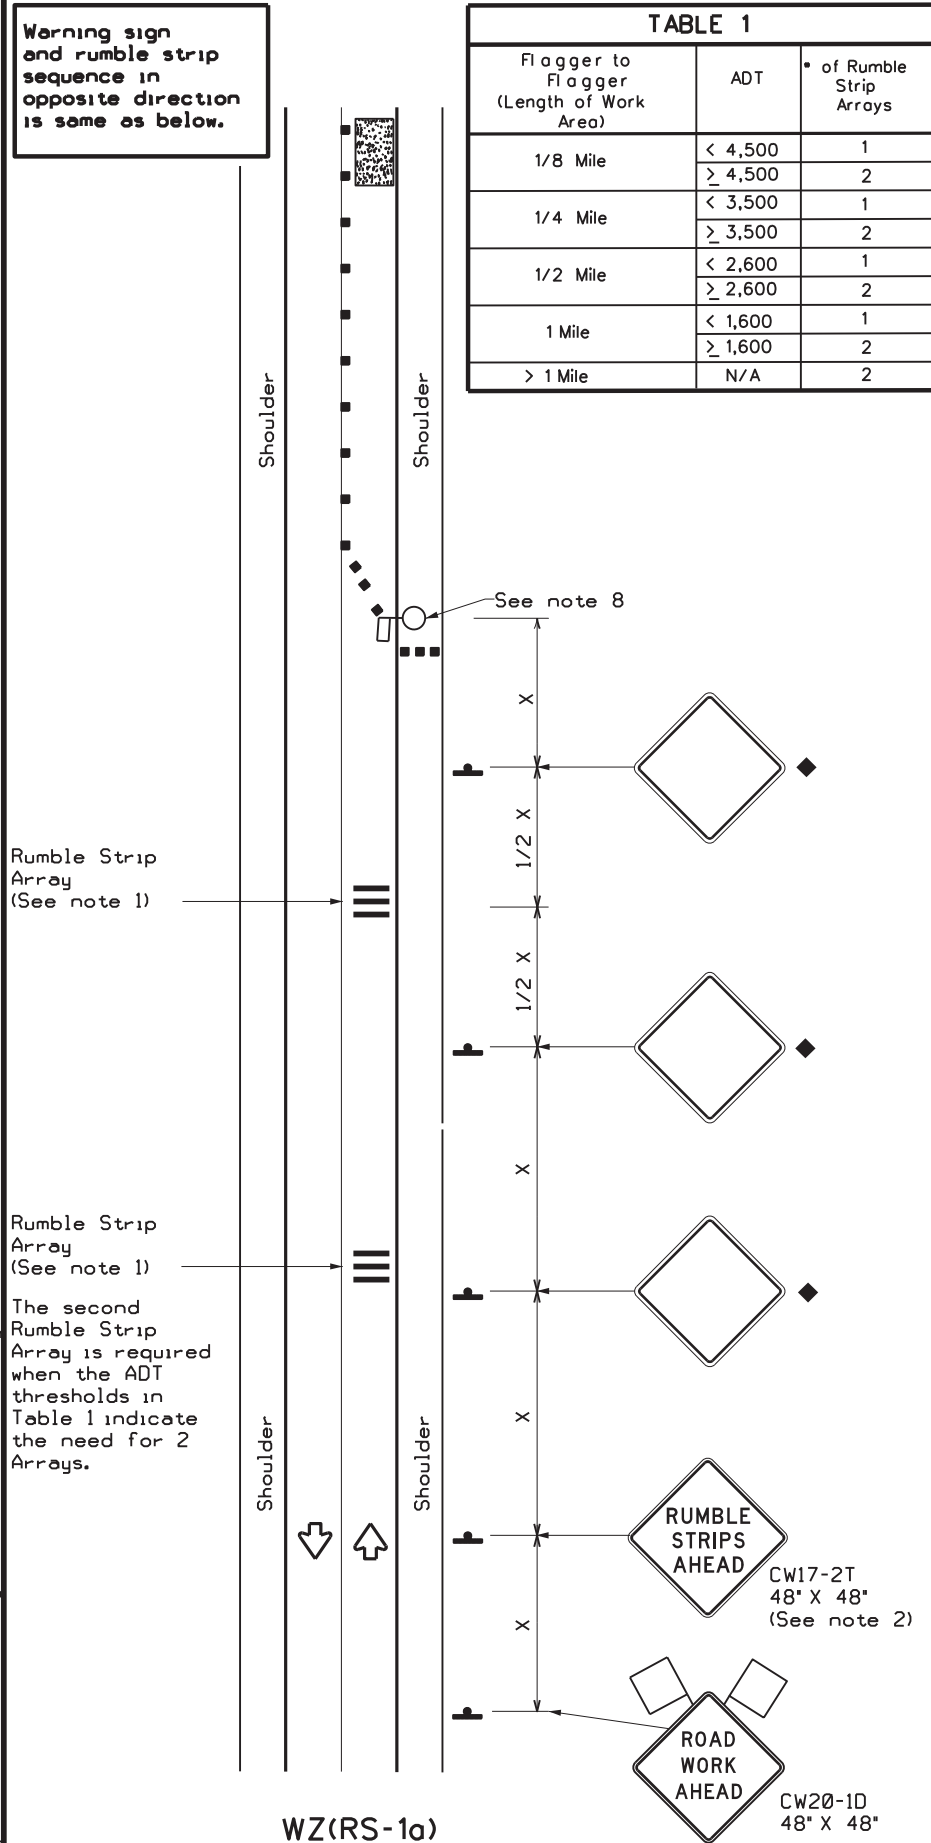 Warning sign
and rumble strip
sequence in
opposite direction
is same as below.
TABLE 1
Flagger to
Flagger
(Length of Work
Area)
ADT
" of Rumble
Strip
Arrays
1/8 Mile
< 4,500
1
≥ 4,500
2
1/4 Mile
< 3,500
1
≥ 3,500
2
1/2 Mile
< 2,600
1
≥ 2,600
2
1 Mile
< 1,600
1
≥ 1,600
2
> 1 Mile
N/A
2
Shoulder
Shoulder
See note 8
X
1/2 X
Rumble Strip
Array
(See note 1)
1/2 X
X
Rumble Strip
Array
(See note 1)
The second
Rumble Strip
Array is required
when the ADT
thresholds in
Table 1 indicate
the need for 2
Arrays.
Shoulder
Shoulder
X
RUMBLE
STRIPS
AHEAD
CW17-2T
48" X 48"
(See note 2)
X
ROAD
WORK
AHEAD
CW20-1D
48" X 48"
WZ(RS-1a)